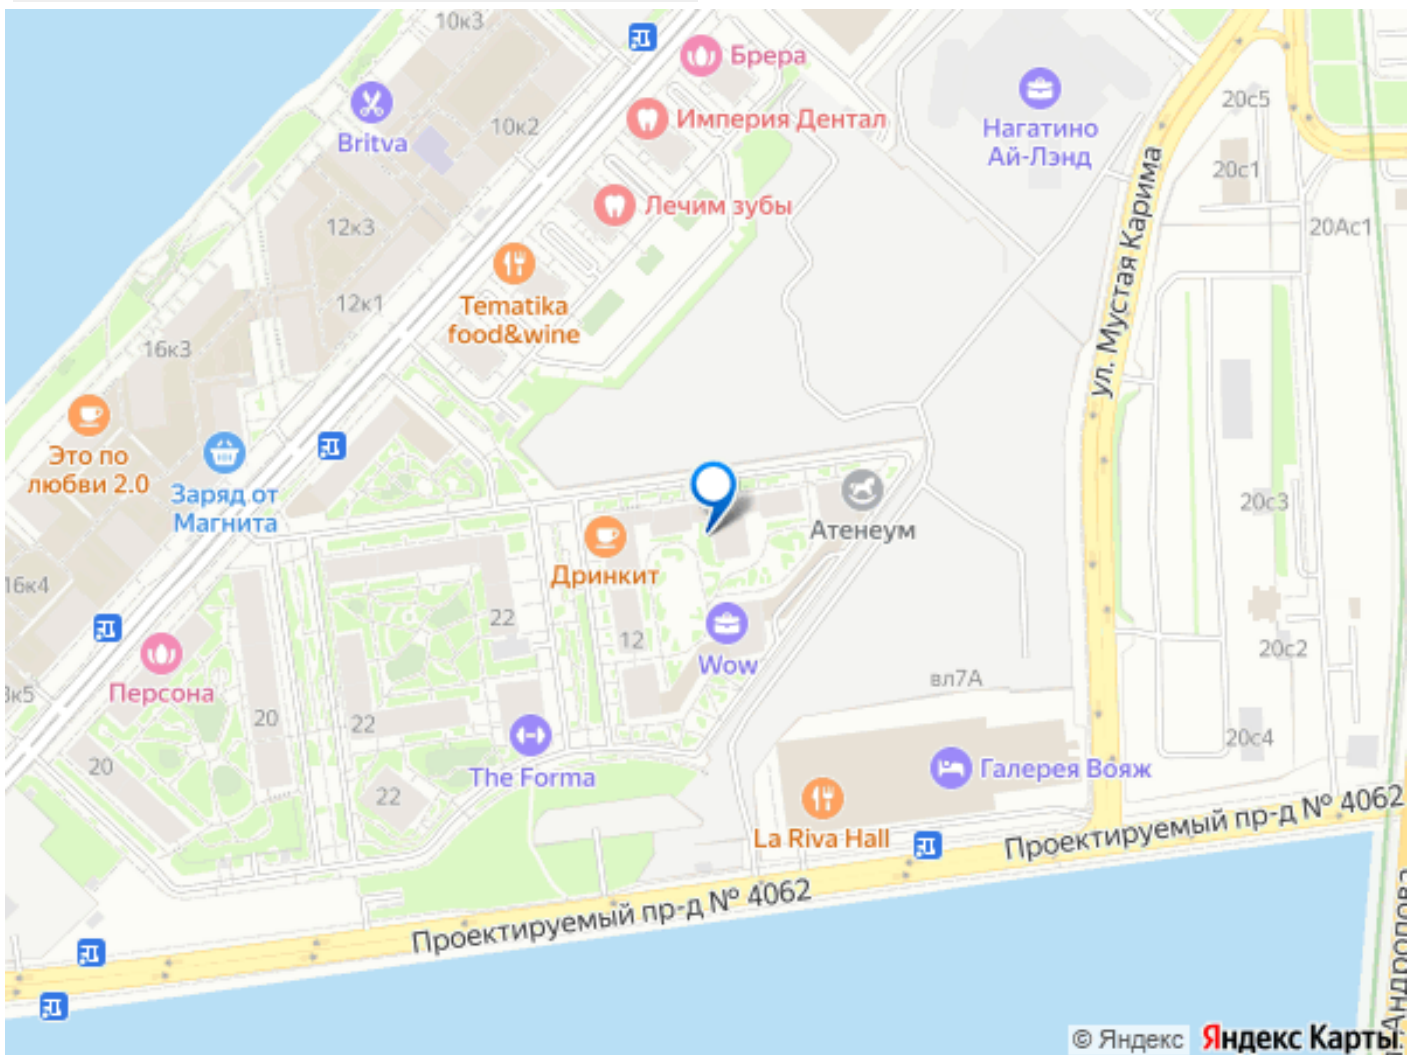 10к3
Брера
Britva
10к2
Империя Дентал
Нагатино
Ай-Лэнд
20с5
20с1
Лечим зубы
ул. Мустая Карима
20Ас1
12к3
12к1
Tematika
food&wine
16к3
Это по
любви 2.0
Заряд от
Магнита
Атенеум
20с3
Дринкит
16к4
22
12
Wow
20с2
Персона
вл7А
20
22
The Forma
20с4
20
22
Галерея Вояж
La Riva Hall
Проектируемый пр-д № 4062
Проектируемый пр-д № 4062
Андропова
© Яндекс Яндекс Карты